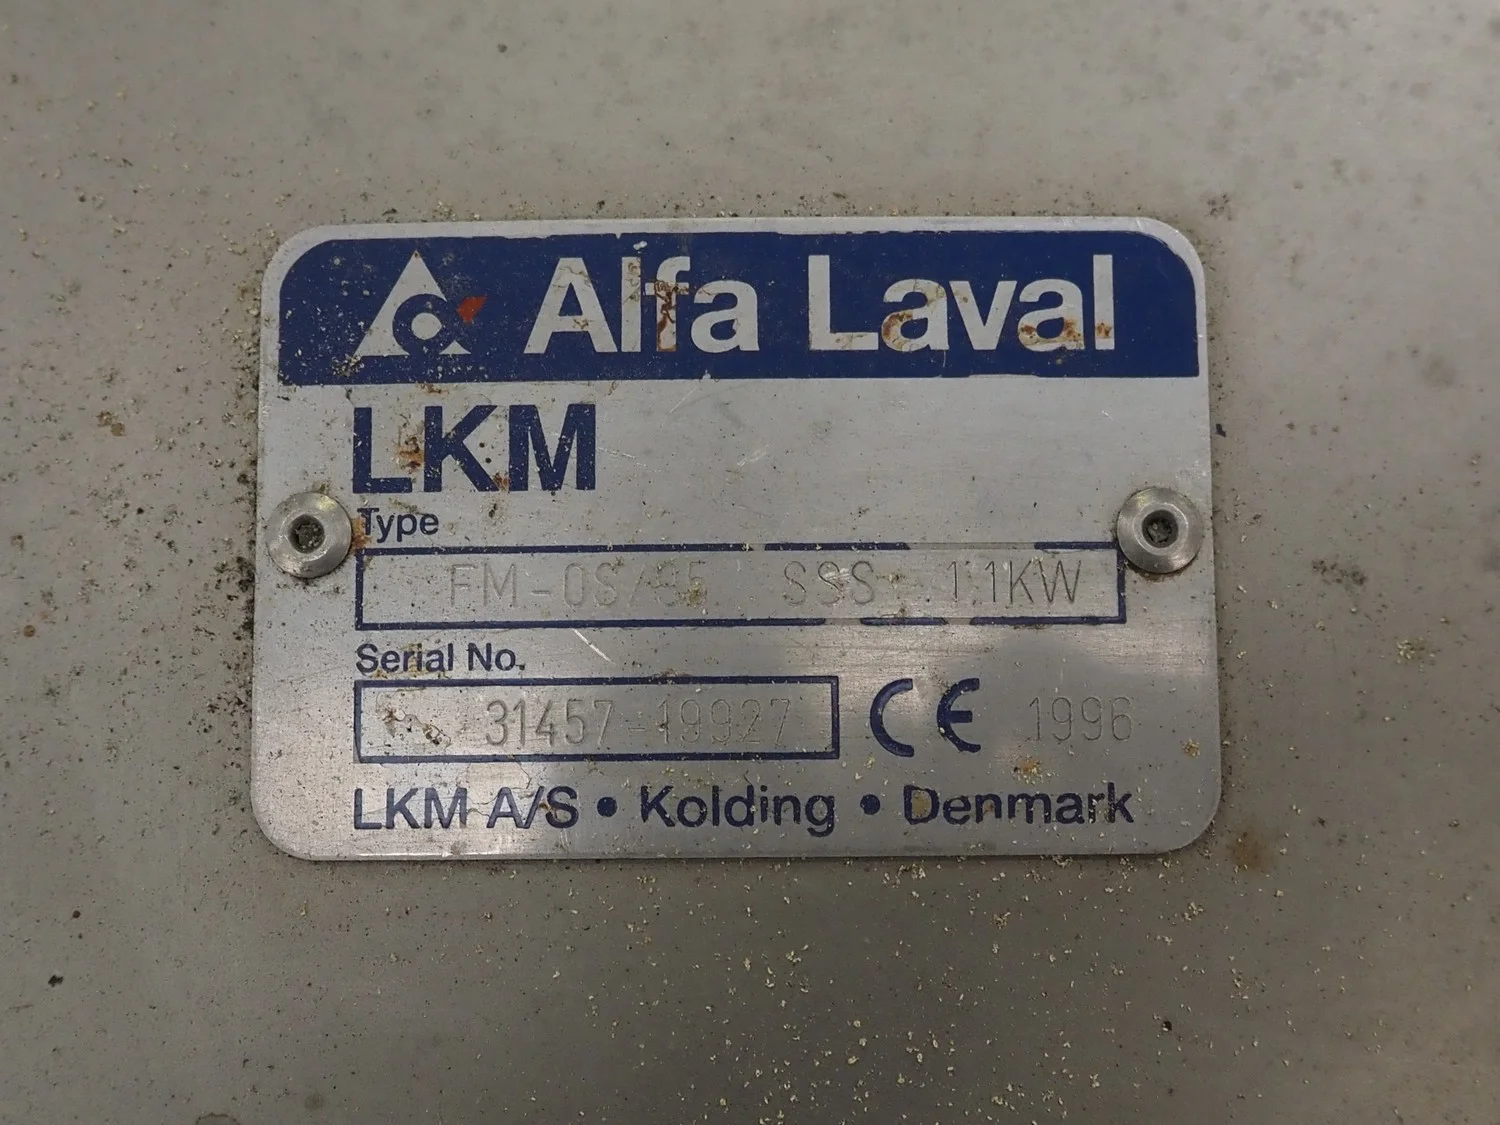 Alfa Laval
LKM
Type
SSS 1.1KW
Serial No.
31457-19927 CE 1996
LKM A/S • Kolding • Denmark